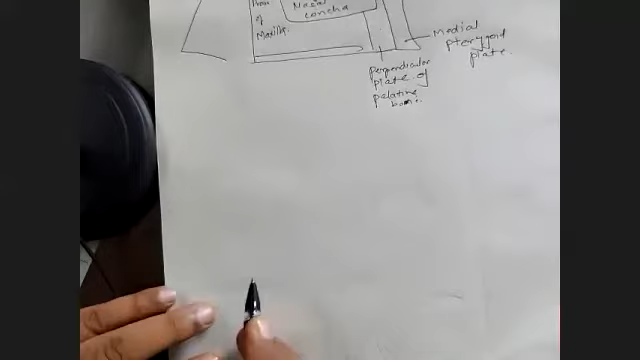 of
Maxilla.
Nasal
concha
Medial
pterygoid
plate.
perpendicular
plate of
palatine
bone.